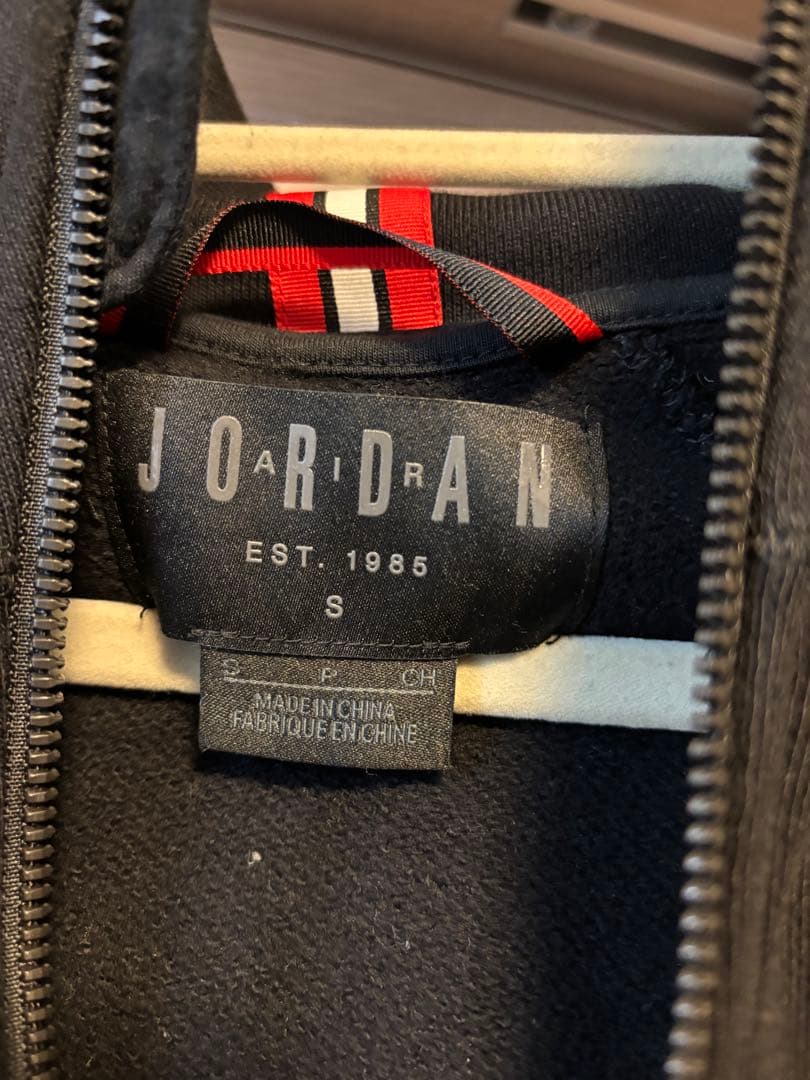 JORDAN
AIR
EST. 1985
S
S P CH
MADE IN CHINA
FABRIQUE EN CHINE